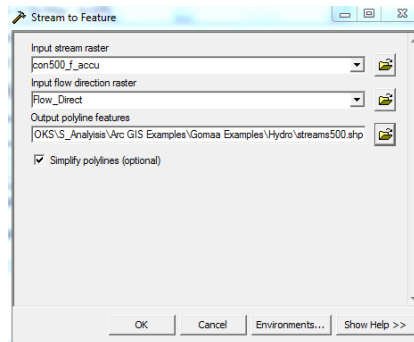 Stream to Feature
Input stream raster
con500_f_accu
Input flow direction raster
Flow_Direct
Output polyline features
OKS\S_Analyisis\Arc GIS Examples\Gomaa Examples\Hydro\streams500.shp
Simplify polylines (optional)
OK Cancel Environments... Show Help >>